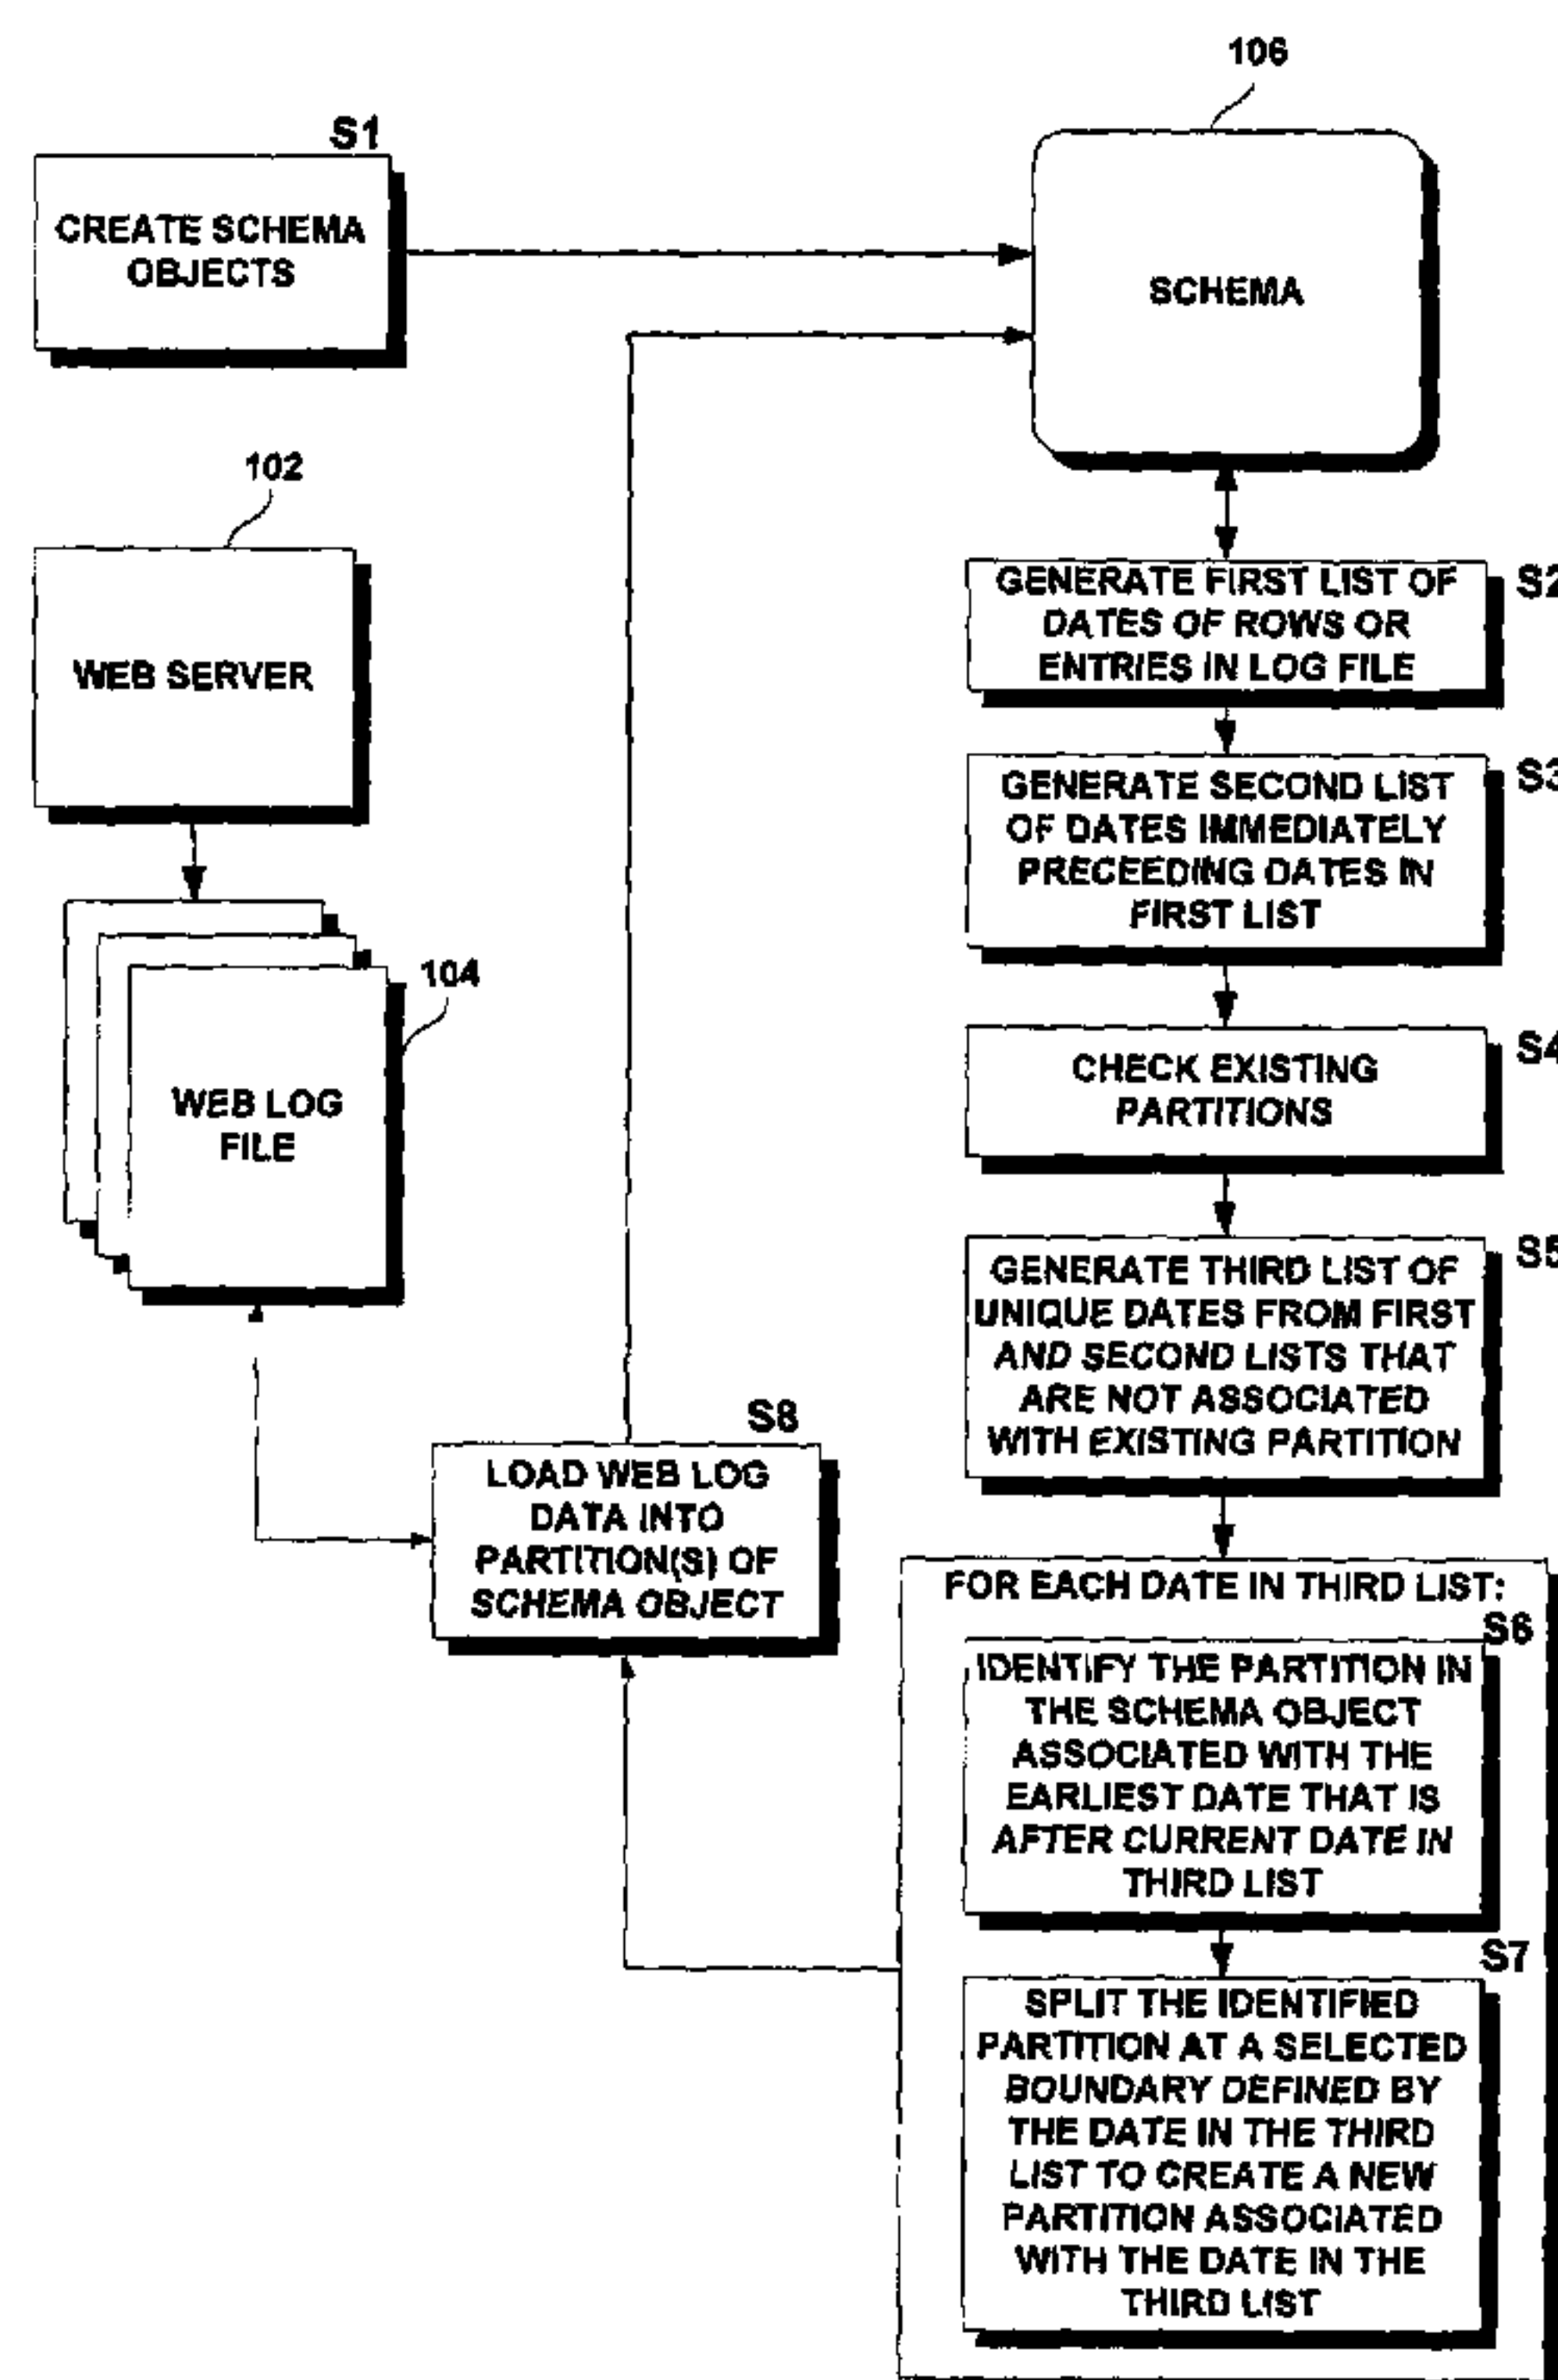 106
S1
CREATE SCHEMA
OBJECTS
SCHEMA
102
WEB SERVER
104
WEB LOG
FILE
S2
GENERATE FIRST LIST OF
DATES OF ROWS OR
ENTRIES IN LOG FILE
S3
GENERATE SECOND LIST
OF DATES IMMEDIATELY
PRECEEDING DATES IN
FIRST LIST
S4
CHECK EXISTING
PARTITIONS
S5
GENERATE THIRD LIST OF
UNIQUE DATES FROM FIRST
AND SECOND LISTS THAT
ARE NOT ASSOCIATED
WITH EXISTING PARTITION
S8
LOAD WEB LOG
DATA INTO
PARTITION(S) OF
SCHEMA OBJECT
FOR EACH DATE IN THIRD LIST:
S6
IDENTIFY THE PARTITION IN
THE SCHEMA OBJECT
ASSOCIATED WITH THE
EARLIEST DATE THAT IS
AFTER CURRENT DATE IN
THIRD LIST
S7
SPLIT THE IDENTIFIED
PARTITION AT A SELECTED
BOUNDARY DEFINED BY
THE DATE IN THE THIRD
LIST TO CREATE A NEW
PARTITION ASSOCIATED
WITH THE DATE IN THE
THIRD LIST